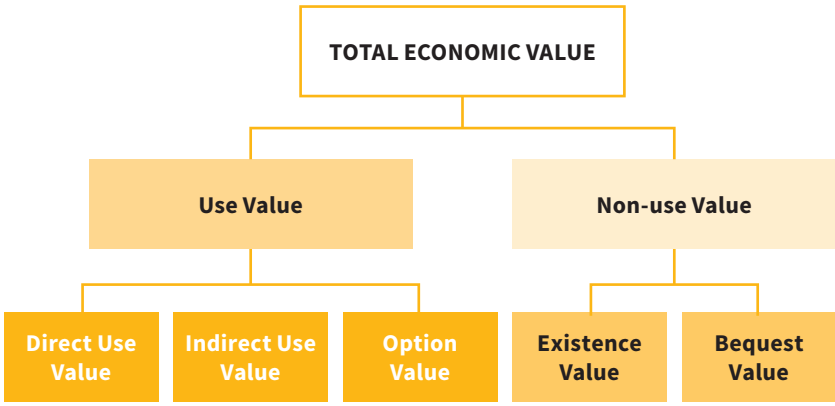 TOTAL ECONOMIC VALUE
Use Value
Non-use Value
Direct Use
Value
Indirect Use
Value
Option
Value
Existence
Value
Bequest
Value